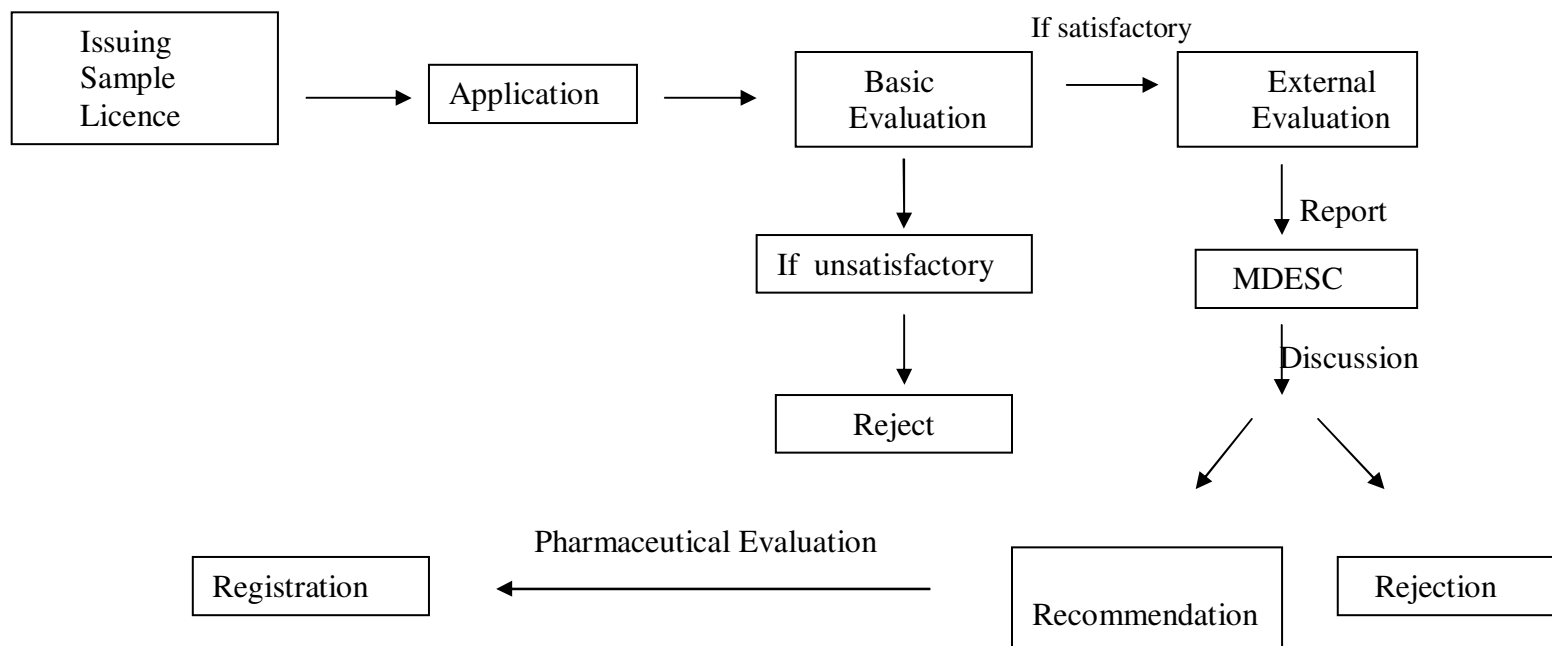 Issuing
Sample
Licence
Application
Basic
Evaluation
If satisfactory
External
Evaluation
If unsatisfactory
Reject
Report
MDESC
Discussion
Recommendation
Rejection
Pharmaceutical Evaluation
Registration